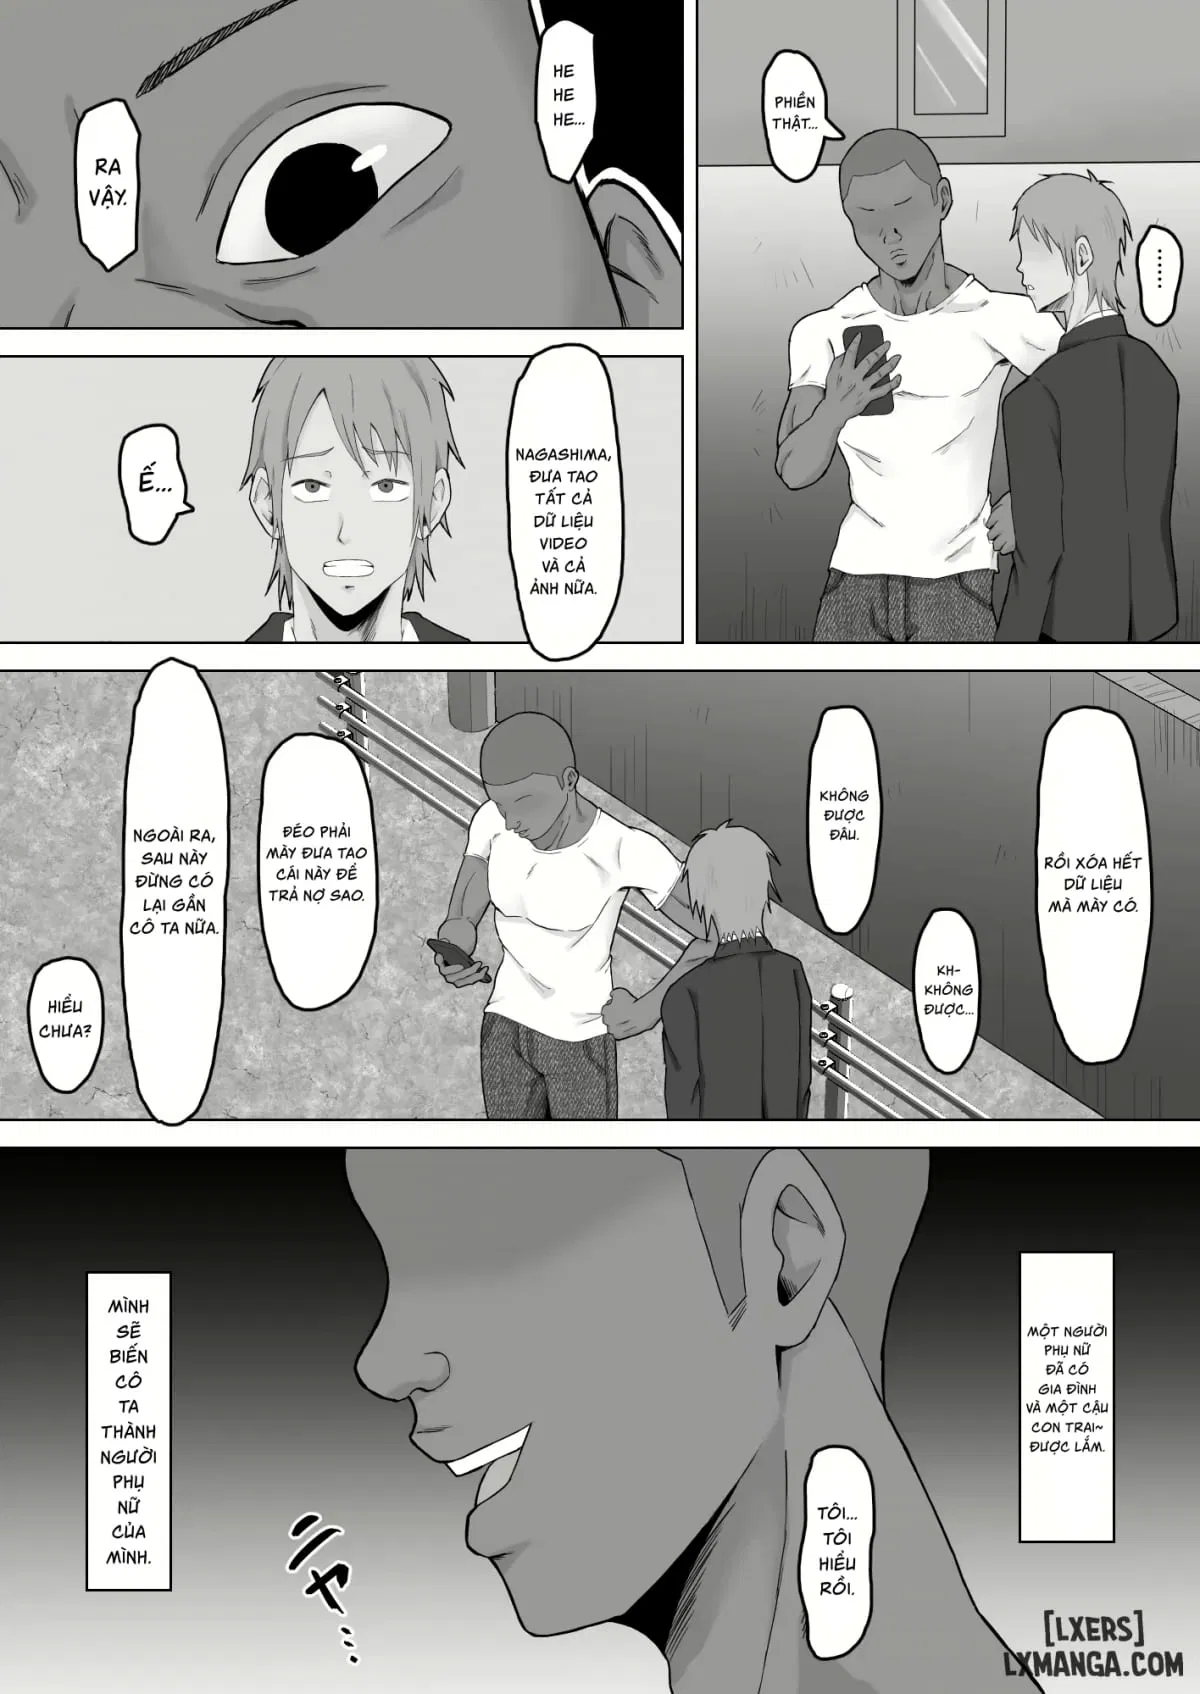 PHIỀN
THẬT...
.......
HE
HE
HE...
RA
VẬY.
NAGASHIMA,
ĐƯA TAO
TẤT CẢ
DỮ LIỆU
VIDEO
VÀ CẢ
ẢNH NỮA.
Ế...
RỒI XÓA HẾT
DỮ LIỆU
MÀ MÀY CÓ.
KHÔNG
ĐƯỢC
ĐÂU.
KH-
KHÔNG
ĐƯỢC...
ĐÉO PHẢI
MÀY ĐƯA TAO
CÁI NÀY ĐỂ
TRẢ NỢ SAO.
NGOÀI RA,
SAU NÀY
ĐỪNG CÓ
LẠI GẦN
CÔ TA NỮA.
HIỂU
CHƯA?
MỘT NGƯỜI
PHỤ NỮ
ĐÃ CÓ
GIA ĐÌNH
VÀ MỘT CẬU
CON TRAI~
ĐƯỢC LẮM.
TÔI...
TÔI
HIỂU
RỒI.
ニヤ...
MÌNH
SẼ
BIẾN
CÔ
TA
THÀNH
NGƯỜI
PHỤ
NỮ
CỦA
MÌNH.
[LXERS]
LXMANGA.COM